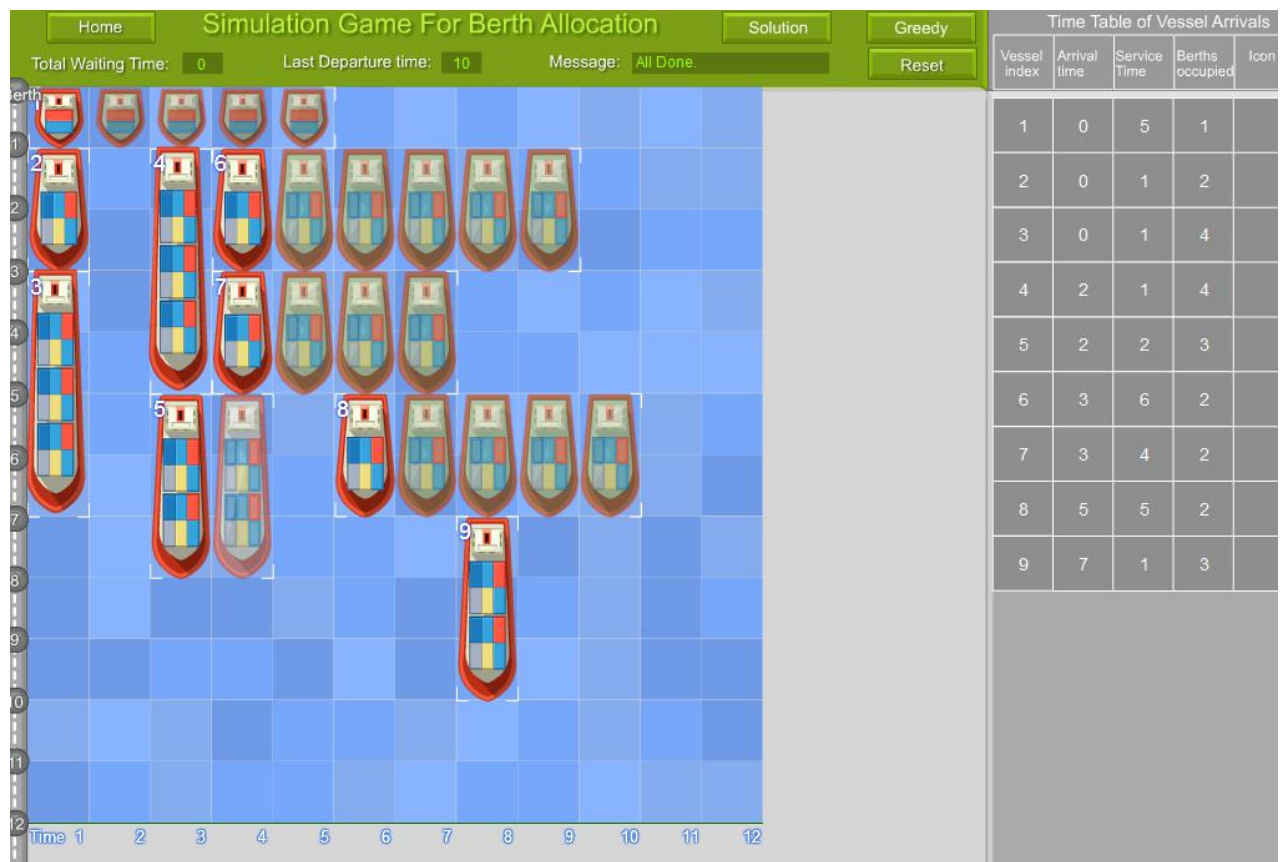 Home Simulation Game For Berth Allocation Solution Greedy
Total Waiting Time: 0 Last Departure time: 10 Message: All Done. Reset
Time Table of Vessel Arrivals
Vessel index Arrival time Service Time Berths occupied Icon
1 0 5 1
2 0 1 2
3 0 1 4
4 2 1 4
5 2 2 3
6 3 6 2
7 3 4 2
8 5 5 2
9 7 1 3
1
2 4 6
2
3
3 7
4
5
5 8
6
7
9
8
9
10
11
12
Time 1 2 3 4 5 6 7 8 9 10 11 12